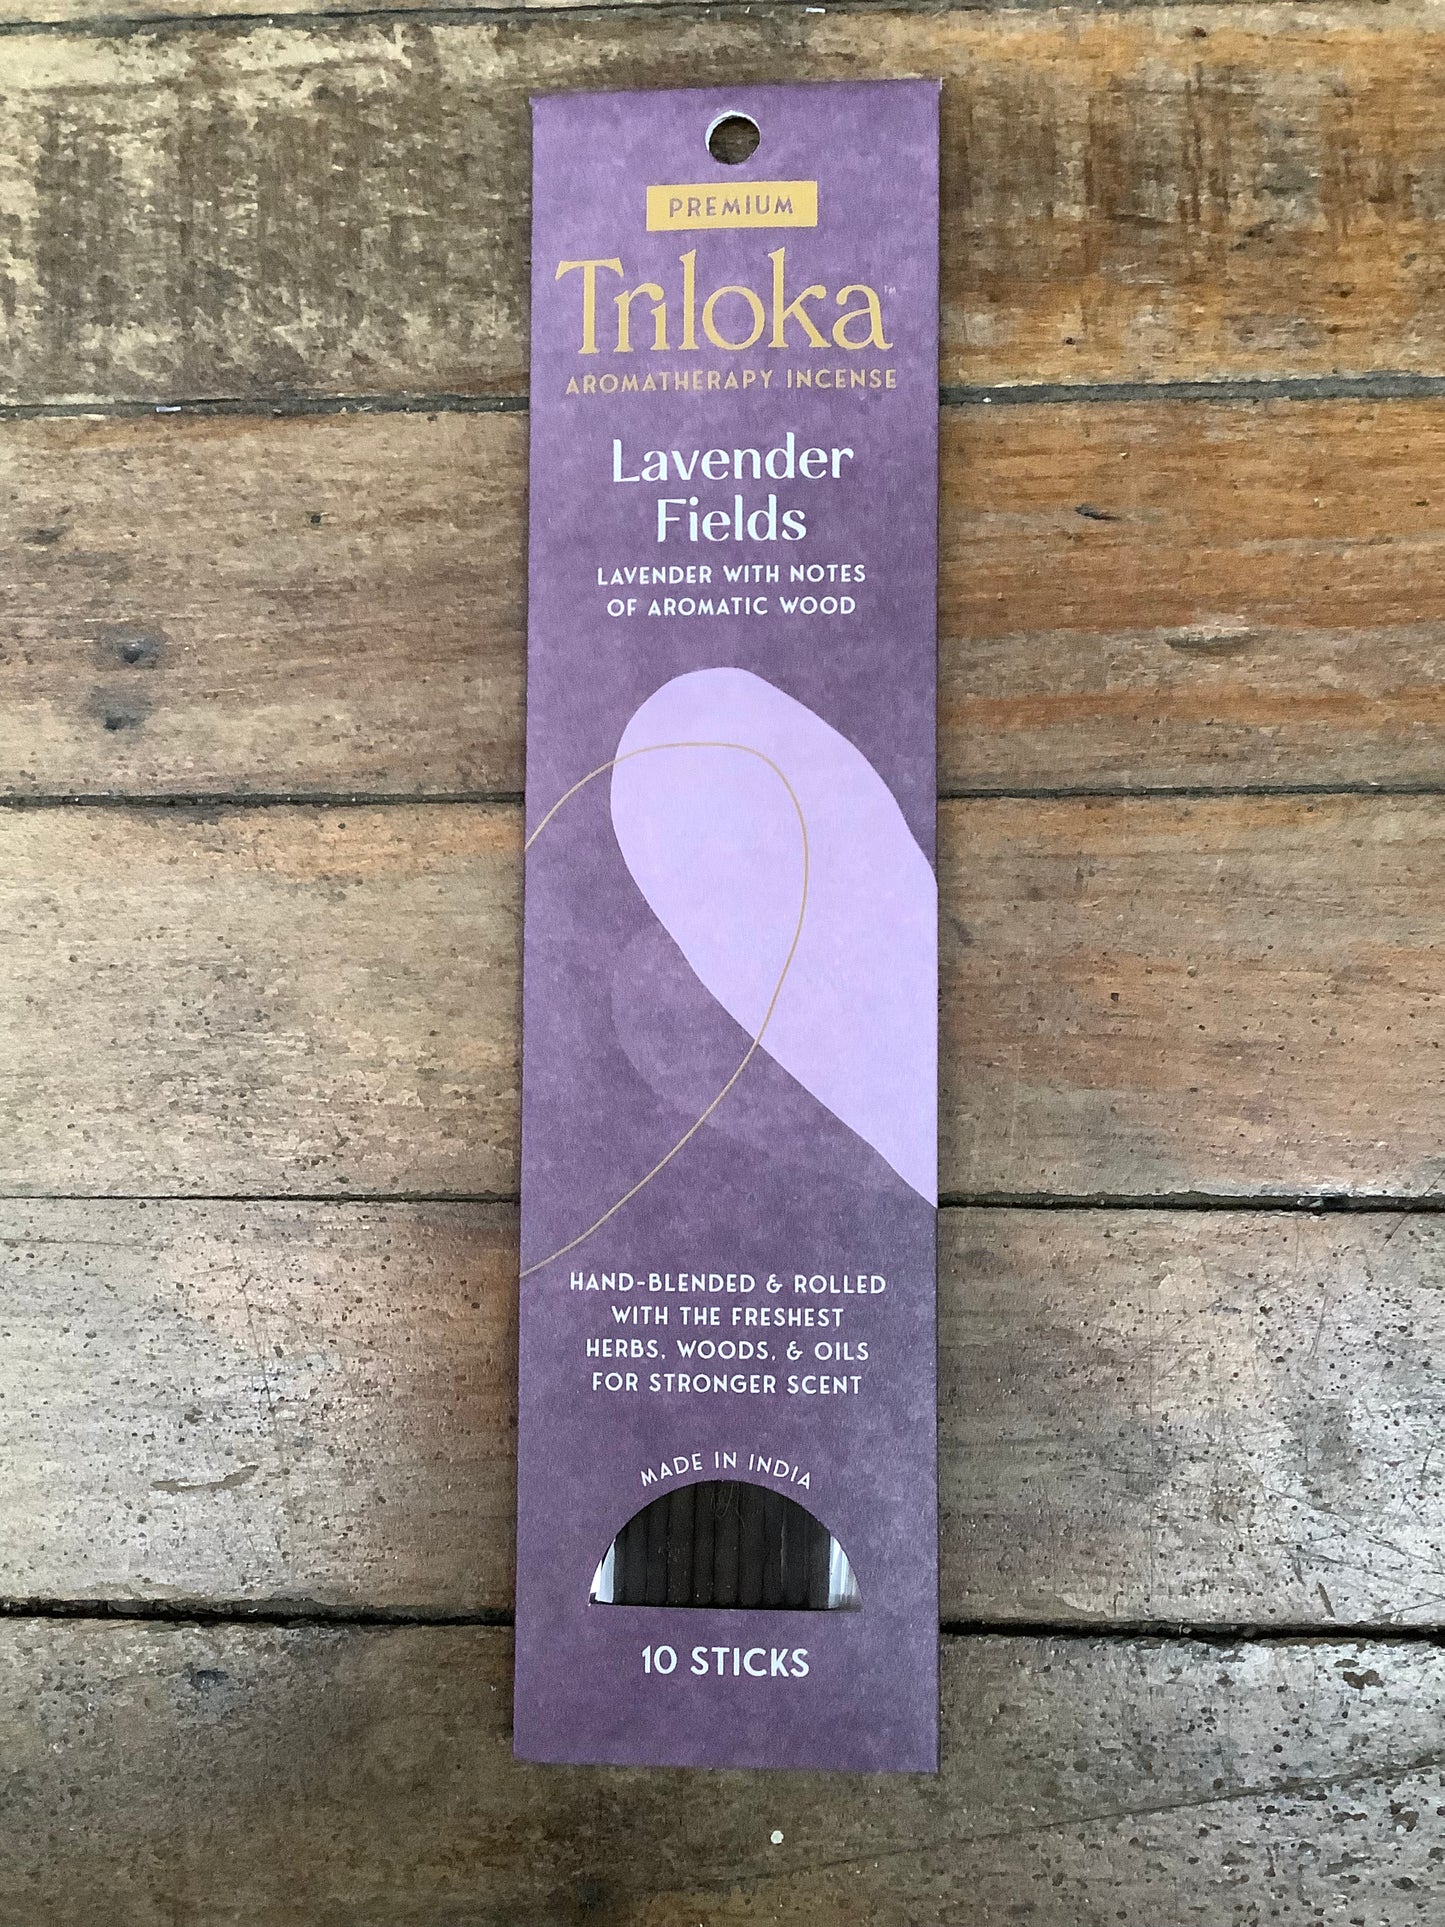 PREMIUM
Triloka™
AROMATHERAPY INCENSE
Lavender
Fields
LAVENDER WITH NOTES
OF AROMATIC WOOD
HAND-BLENDED & ROLLED
WITH THE FRESHEST
HERBS, WOODS, & OILS
FOR STRONGER SCENT
MADE IN INDIA
10 STICKS